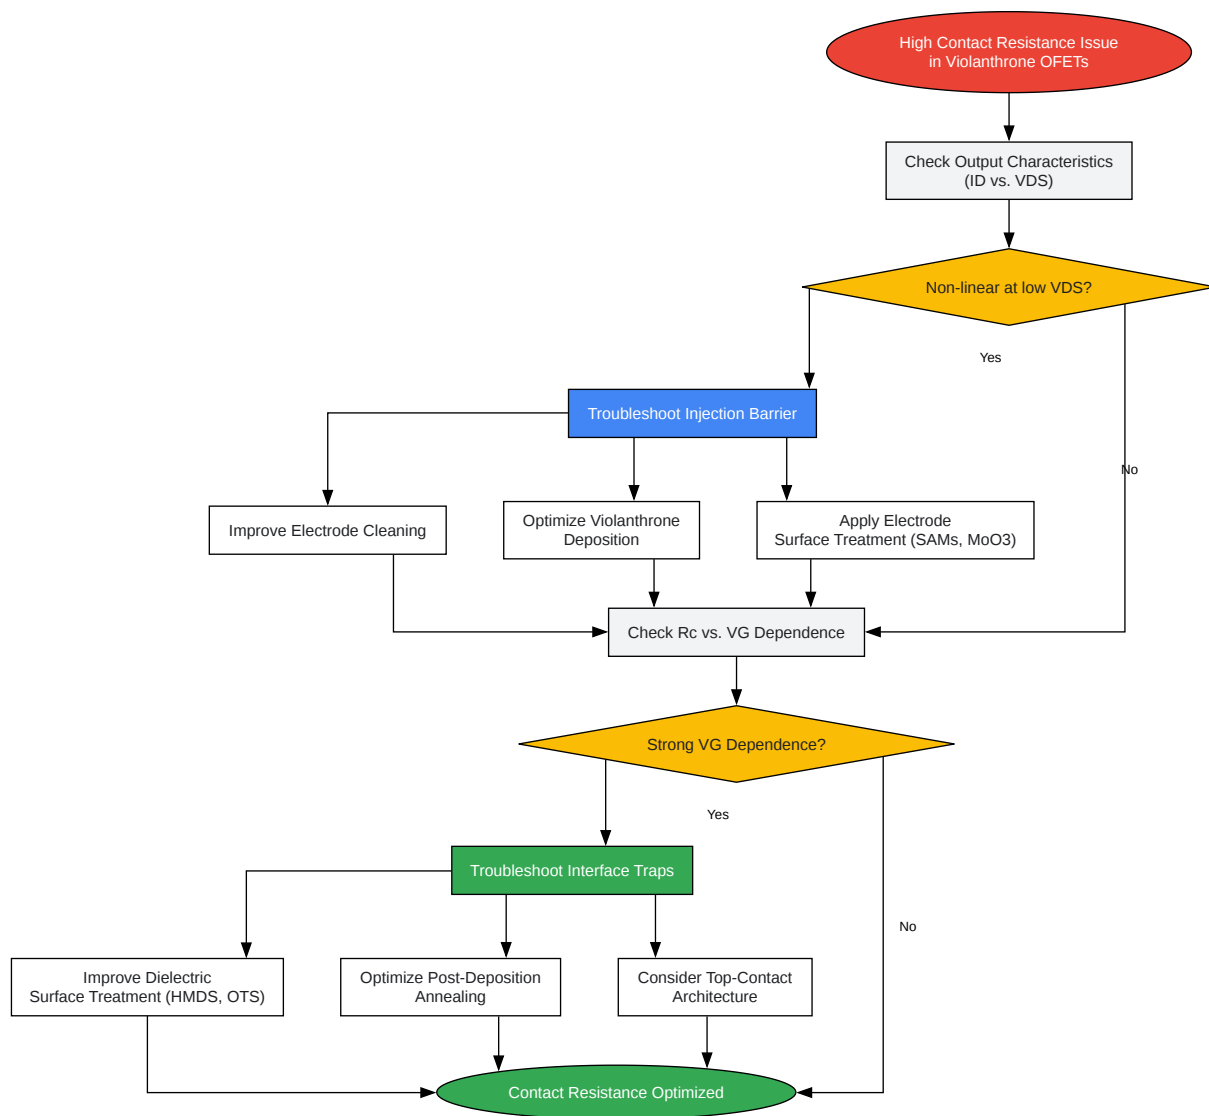 High Contact Resistance Issue
in Violanthrone OFETs
Check Output Characteristics
(ID vs. VDS)
Non-linear at low VDS?
Yes
Troubleshoot Injection Barrier
No
Improve Electrode Cleaning
Optimize Violanthrone
Deposition
Apply Electrode
Surface Treatment (SAMs, MoO3)
Check Rc vs. VG Dependence
Strong VG Dependence?
Yes
Troubleshoot Interface Traps
No
Improve Dielectric
Surface Treatment (HMDS, OTS)
Optimize Post-Deposition
Annealing
Consider Top-Contact
Architecture
Contact Resistance Optimized